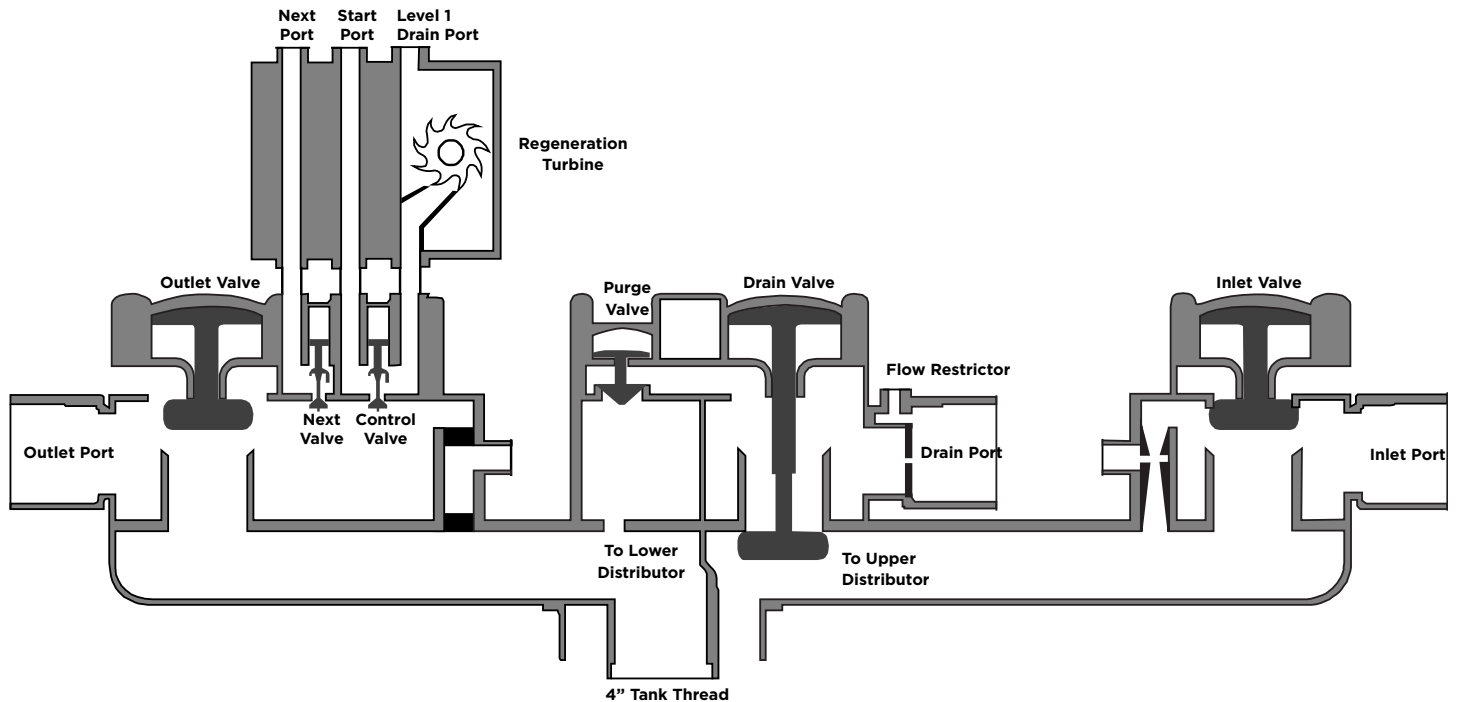 Next
Port
Start
Port
Level 1
Drain Port
Regeneration
Turbine
Outlet Valve
Purge
Valve
Drain Valve
Inlet Valve
Flow Restrictor
Next
Valve
Control
Valve
Outlet Port
Drain Port
Inlet Port
To Lower
Distributor
To Upper
Distributor
4” Tank Thread